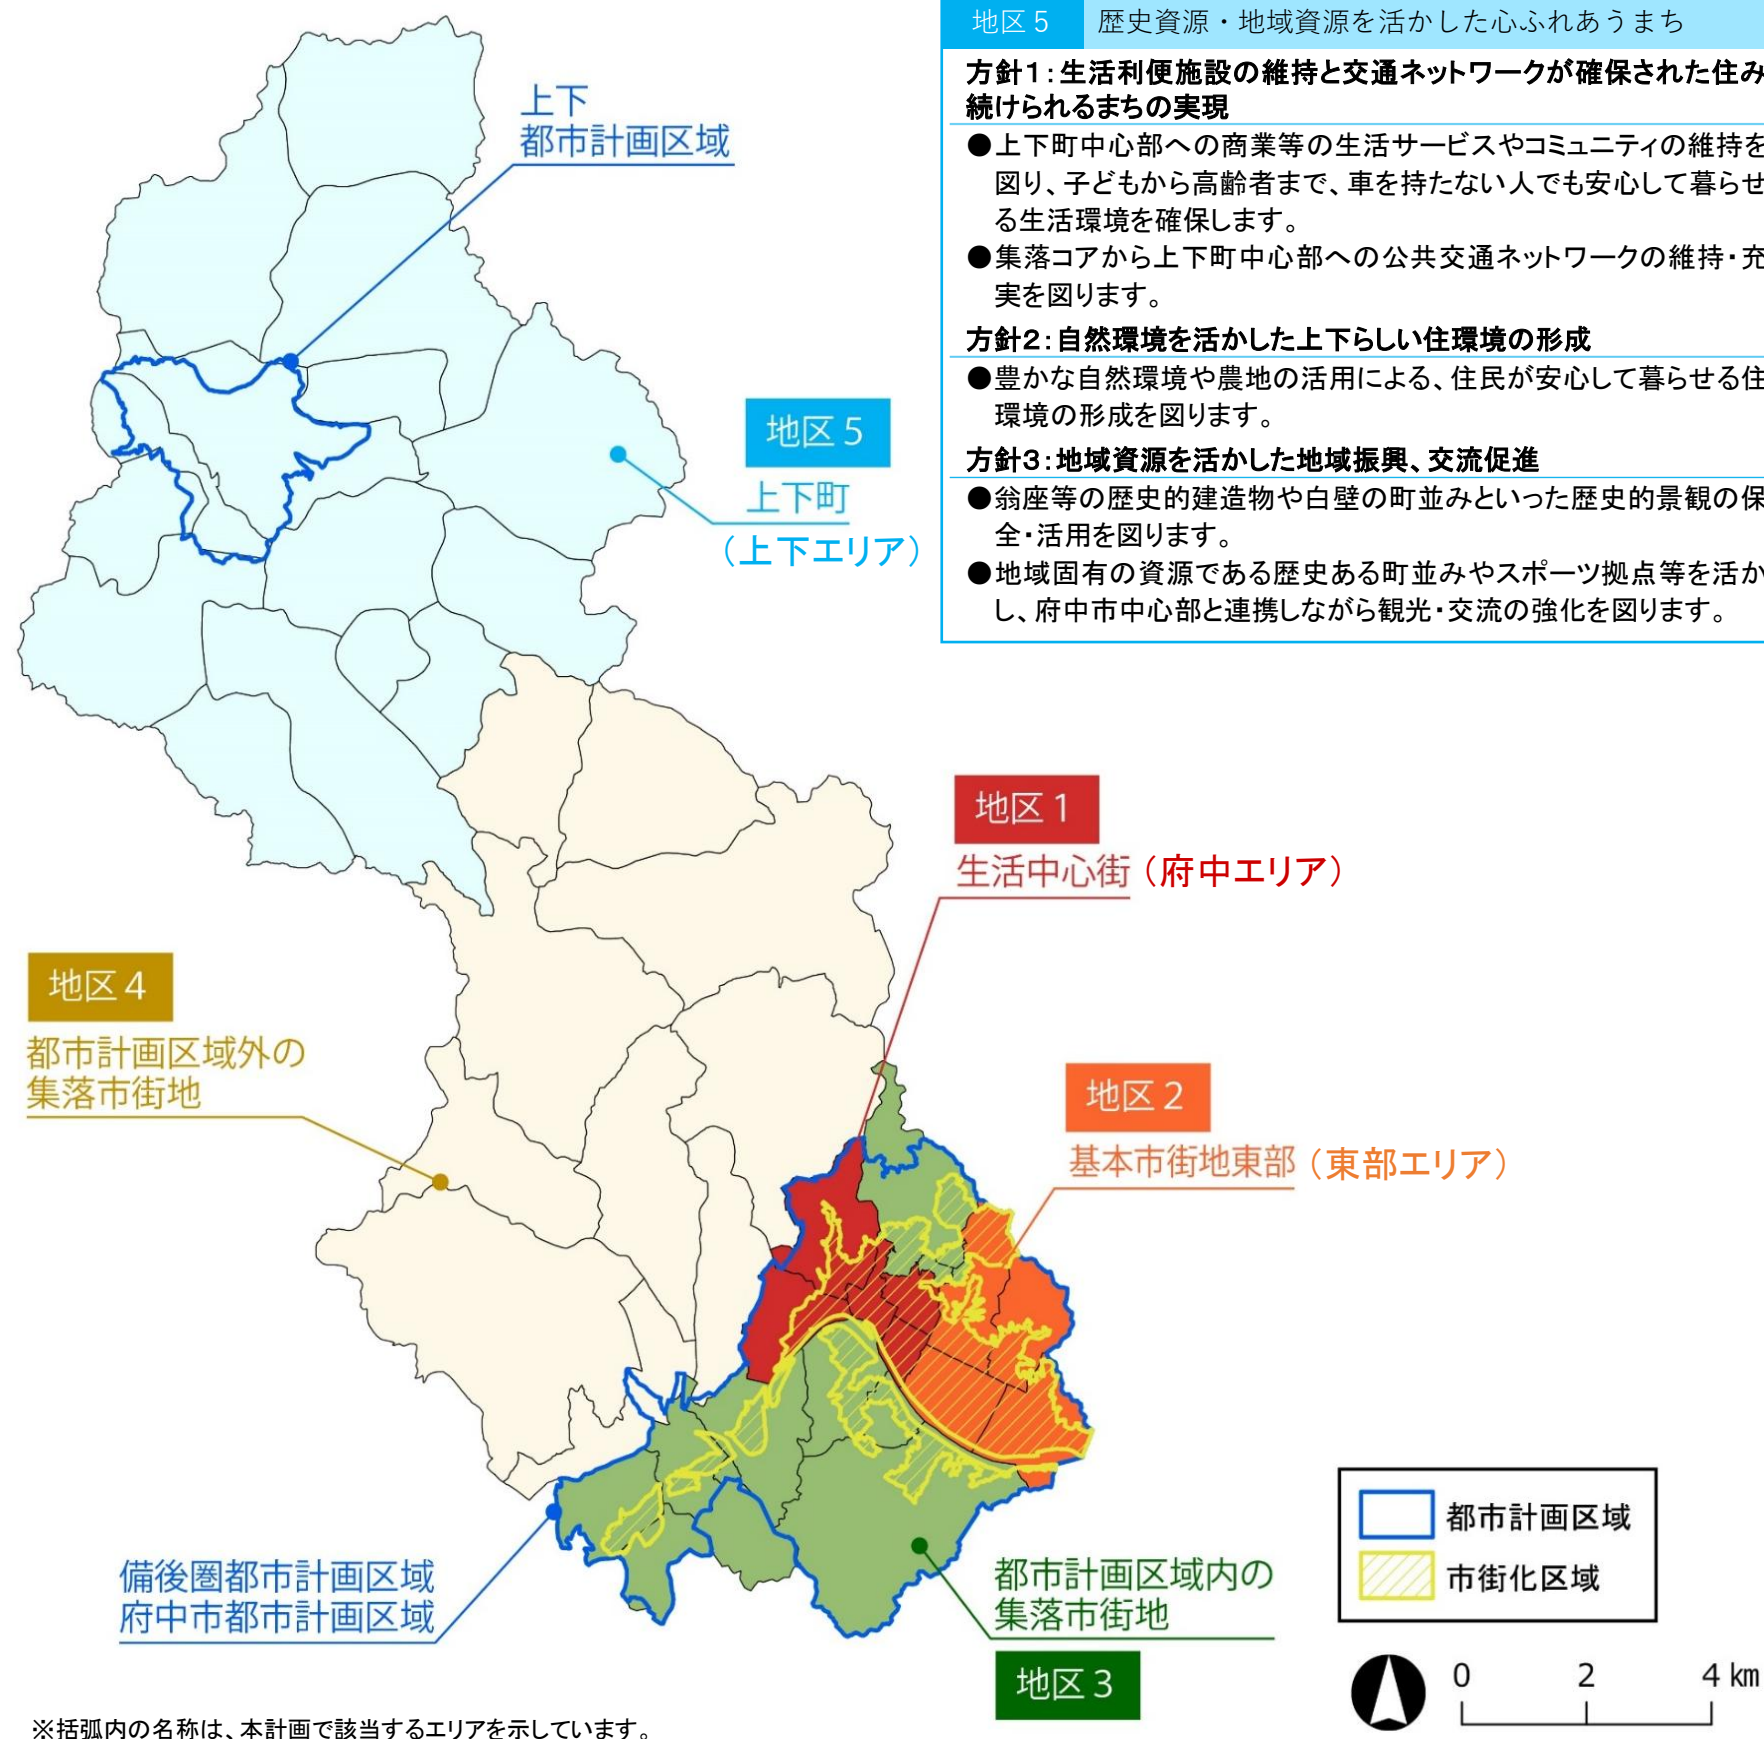 地区5 歴史資源・地域資源を活かした心ふれあうまち
方針1：生活利便施設の維持と交通ネットワークが確保された住み
続けられるまちの実現
●上下町中心部への商業等の生活サービスやコミュニティの維持を
図り、子どもから高齢者まで、車を持たない人でも安心して暮らせ
る生活環境を確保します。
●集落コアから上下町中心部への公共交通ネットワークの維持・充
実を図ります。
方針2：自然環境を活かした上下らしい住環境の形成
●豊かな自然環境や農地の活用による、住民が安心して暮らせる住
環境の形成を図ります。
方針3：地域資源を活かした地域振興、交流促進
●翁座等の歴史的建造物や白壁の町並みといった歴史的景観の保
全・活用を図ります。
●地域固有の資源である歴史ある町並みやスポーツ拠点等を活か
し、府中市中心部と連携しながら観光・交流の強化を図ります。
上下
都市計画区域
地区5
上下町
（上下エリア）
地区1
生活中心街（府中エリア）
地区4
都市計画区域外の
集落市街地
地区2
基本市街地東部（東部エリア）
備後圏都市計画区域
府中市都市計画区域
都市計画区域内の
集落市街地
地区3
都市計画区域
市街化区域
0 2 4 km
※括弧内の名称は、本計画で該当するエリアを示しています。